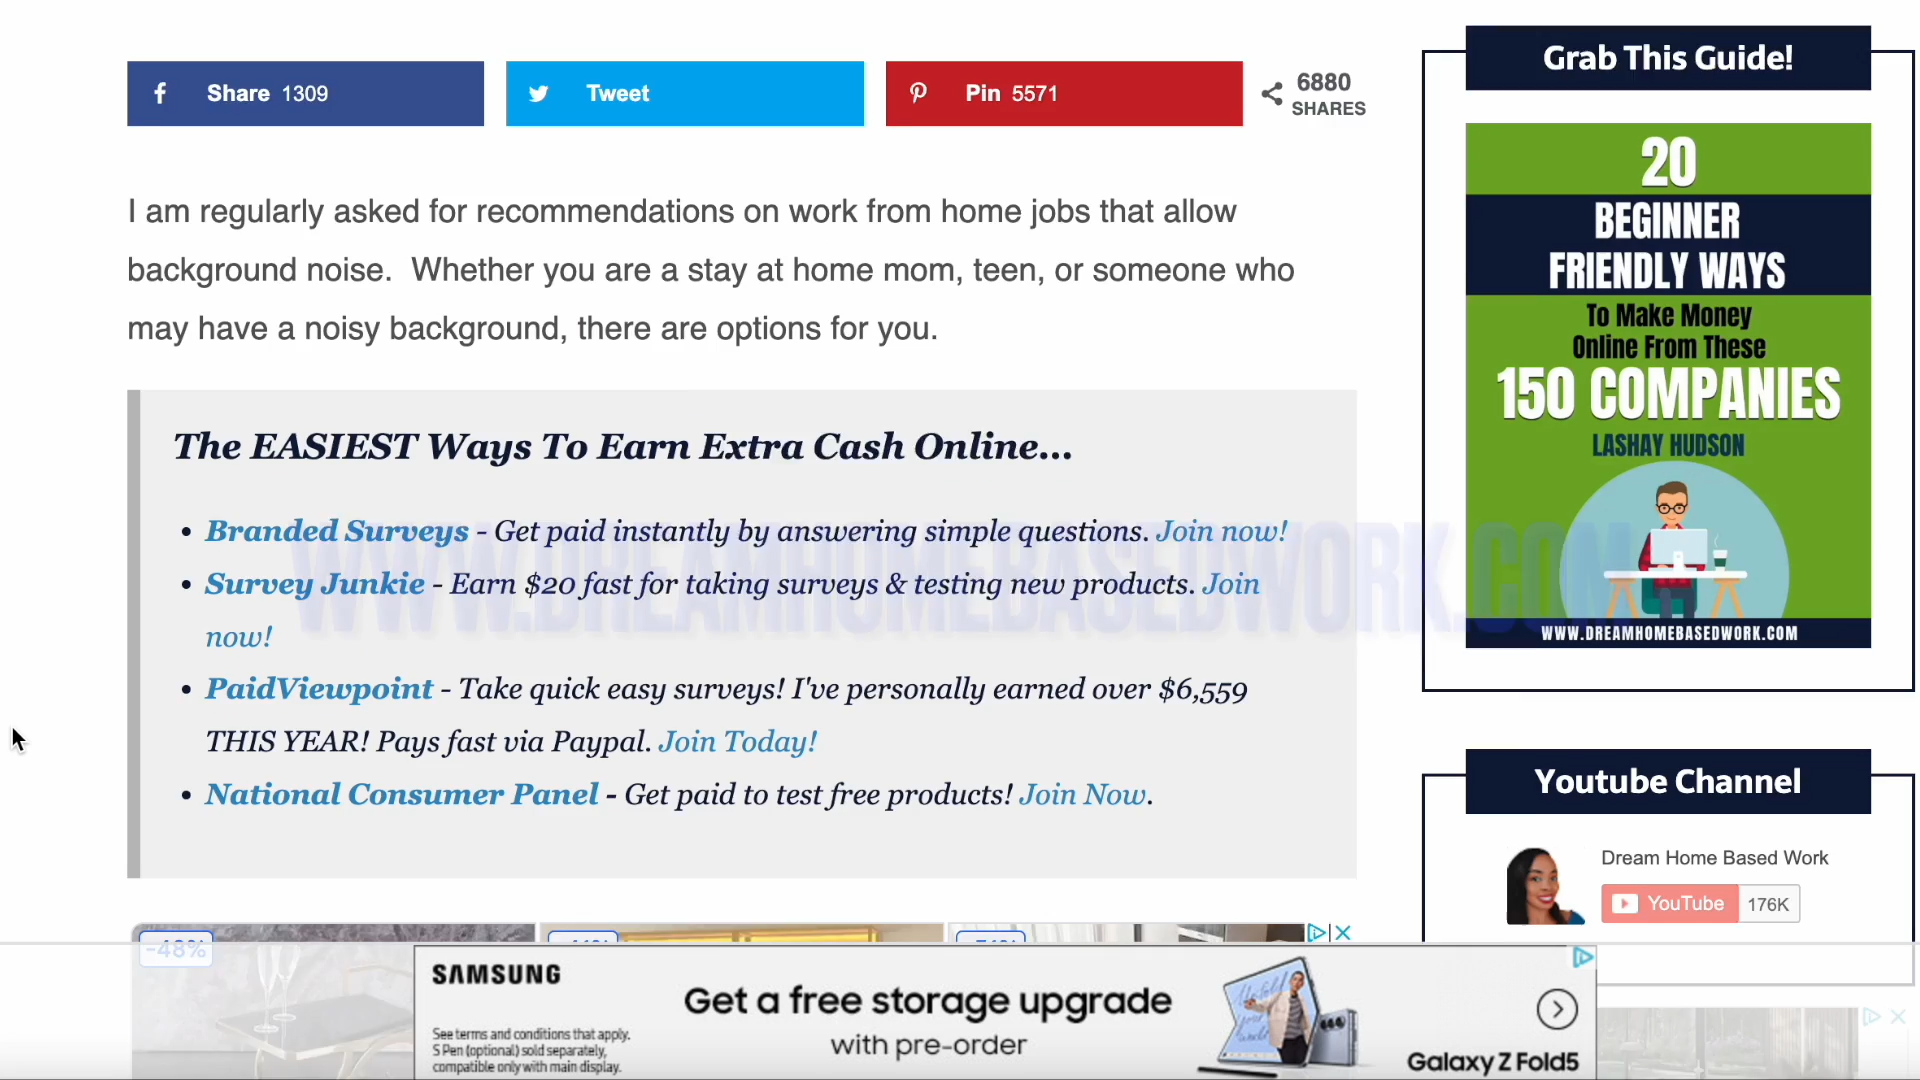 Share 1309
Tweet
Pin 5571
6880
SHARES
I am regularly asked for recommendations on work from home jobs that allow
background noise. Whether you are a stay at home mom, teen, or someone who
may have a noisy background, there are options for you.
The EASIEST Ways To Earn Extra Cash Online...
• Branded Surveys - Get paid instantly by answering simple questions. Join now!
• Survey Junkie - Earn $20 fast for taking surveys & testing new products. Join
now!
• PaidViewpoint - Take quick easy surveys! I've personally earned over $6,559
THIS YEAR! Pays fast via Paypal. Join Today!
• National Consumer Panel - Get paid to test free products! Join Now.
WWW.DREAMHOMEBASEDWORK.COM
Grab This Guide!
20
BEGINNER
FRIENDLY WAYS
To Make Money
Online From These
150 COMPANIES
LASHAY HUDSON
WWW.DREAMHOMEBASEDWORK.COM
Youtube Channel
Dream Home Based Work
YouTube 176K
-48%
SAMSUNG
See terms and conditions that apply.
S Pen (optional) sold separately,
compatible only with main display.
Get a free storage upgrade
with pre-order
Galaxy Z Fold5